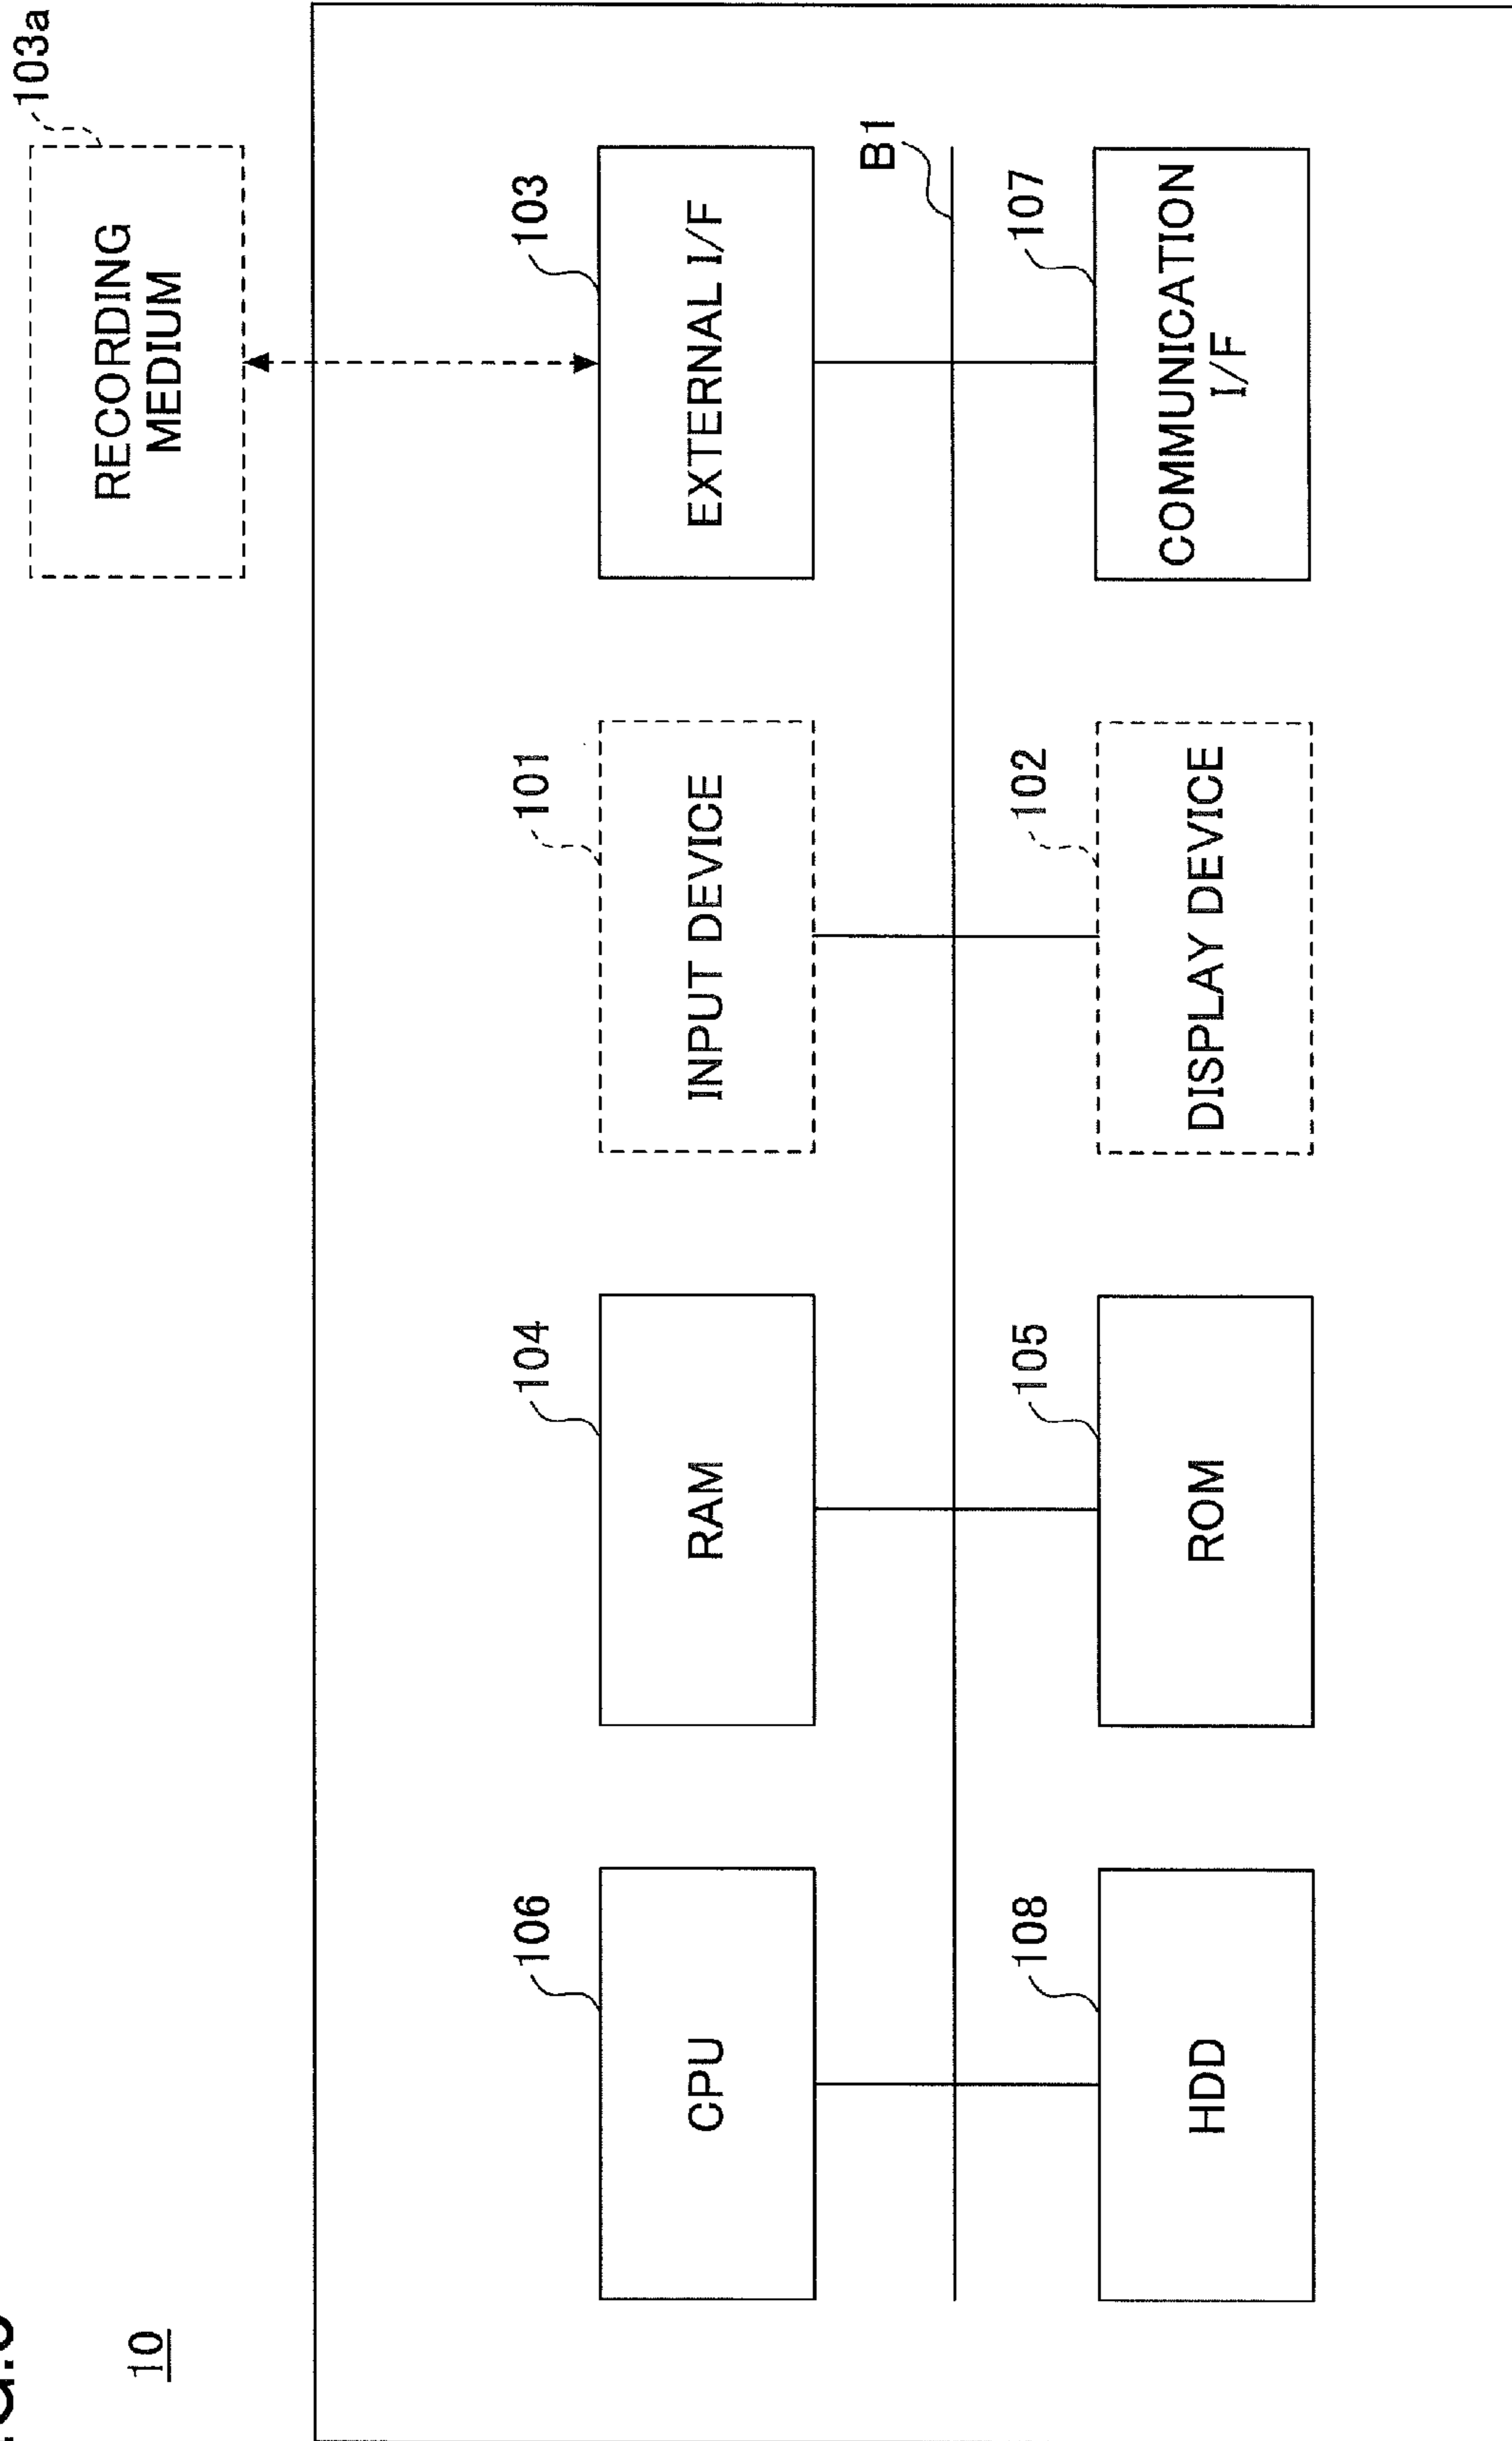 10
RECORDING
MEDIUM
103a
106
CPU
104
RAM
101
INPUT DEVICE
103
EXTERNAL I/F
B1
108
HDD
105
ROM
102
DISPLAY DEVICE
107
COMMUNICATION
I/F